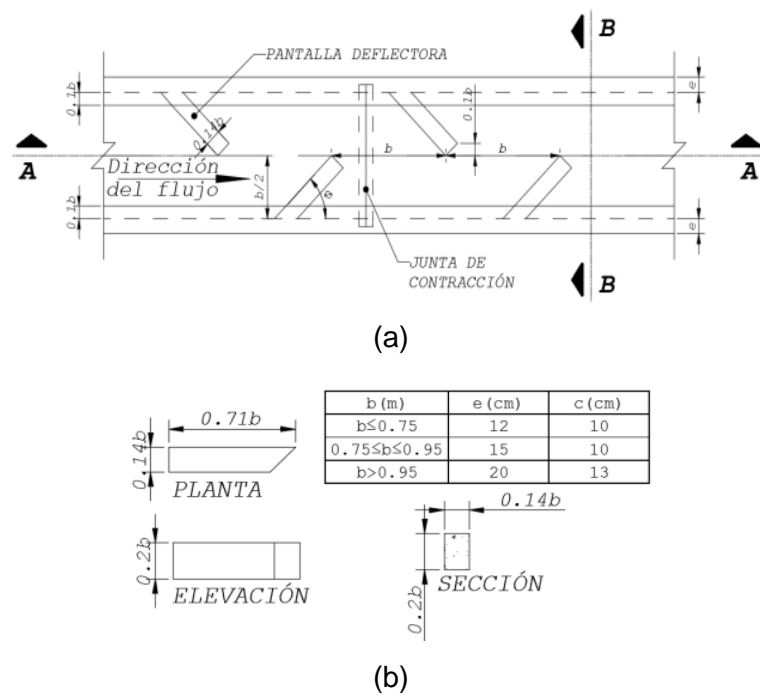 B
PANTALLA DEFLECTORA
0.1b
0.14b
0.1b
e
A
Dirección
del flujo
b/2
b
b
A
a
0.1b
e
JUNTA DE
CONTRACCIÓN
B
(a)
0.71b
0.14b
PLANTA
b(m) e(cm) c(cm)
b≤0.75 12 10
0.75≤b≤0.95 15 10
b>0.95 20 13
0.2b
ELEVACIÓN
0.14b
0.2b
SECCIÓN
(b)